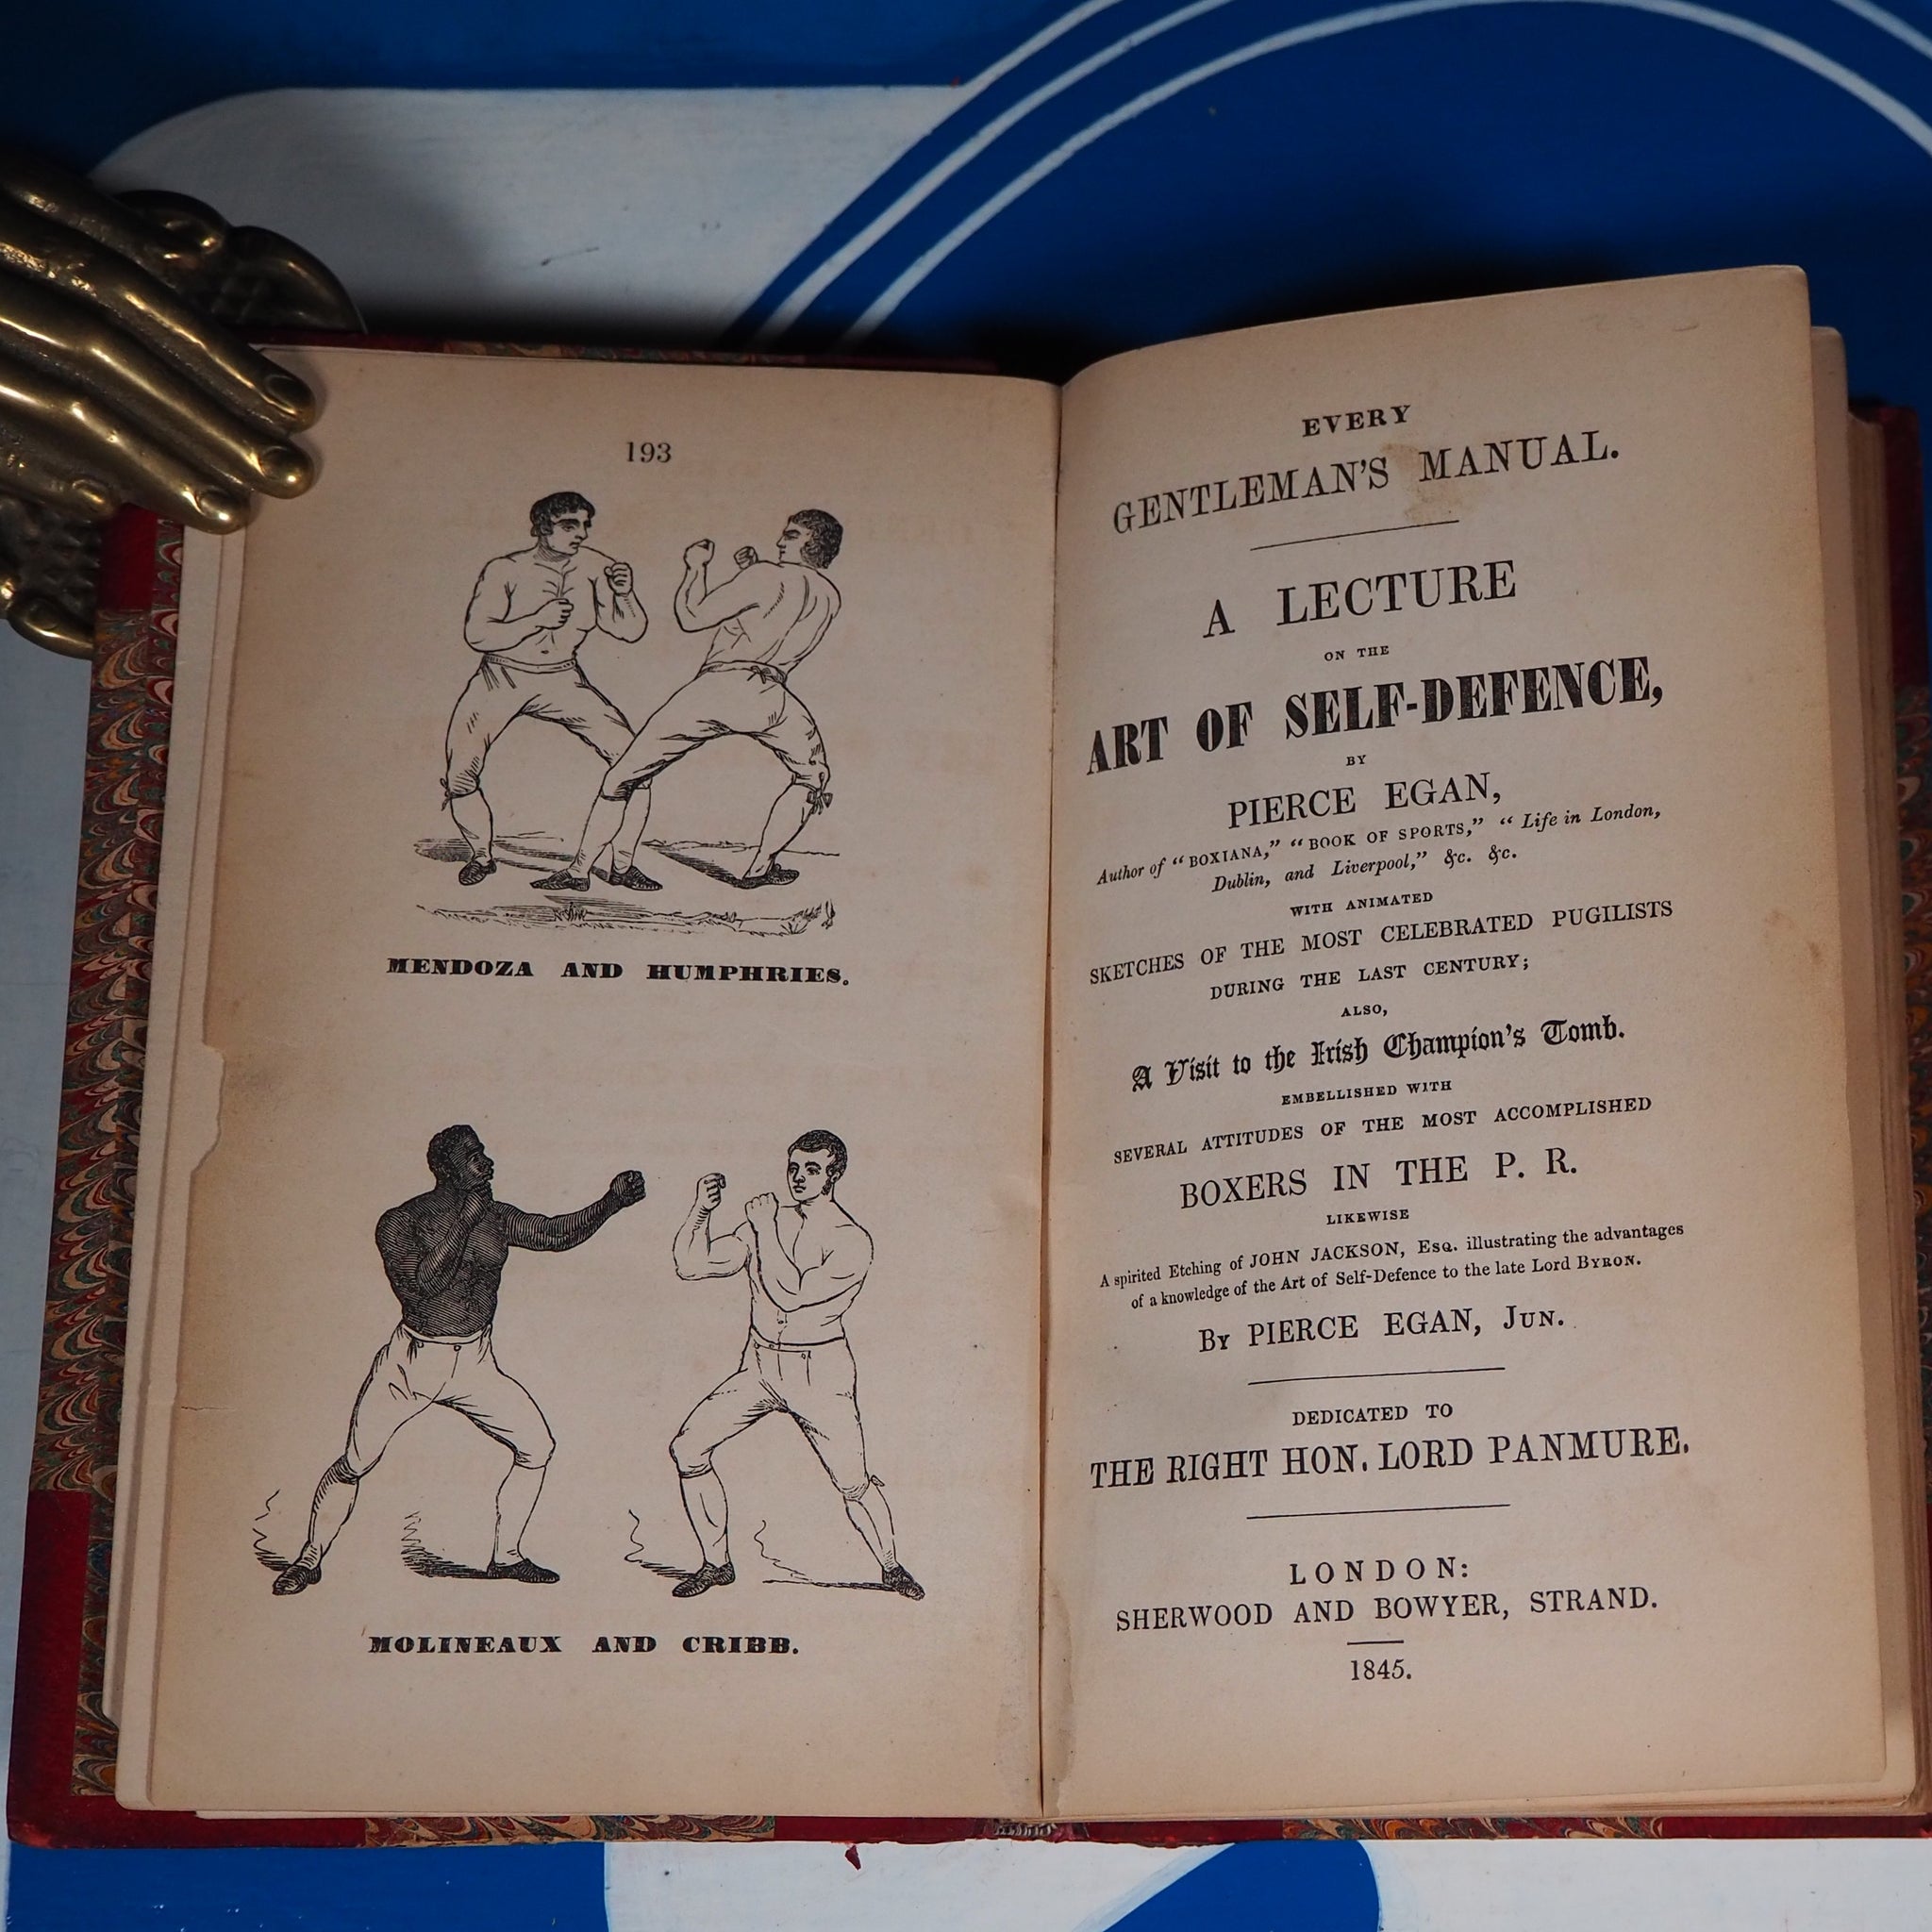 193
MENDOZA AND HUMPHRIES.
MOLINEAUX AND CRIBB.
EVERY
GENTLEMAN'S MANUAL.
A LECTURE
ON THE
ART OF SELF-DEFENCE,
BY
PIERCE EGAN,
Author of “BOXIANA,” “BOOK OF SPORTS,” “Life in London,
Dublin, and Liverpool,” &c. &c.
WITH ANIMATED
SKETCHES OF THE MOST CELEBRATED PUGILISTS
DURING THE LAST CENTURY;
ALSO,
A Visit to the Irish Champion's Tomb.
EMBELLISHED WITH
SEVERAL ATTITUDES OF THE MOST ACCOMPLISHED
BOXERS IN THE P. R.
LIKEWISE
A spirited Etching of JOHN JACKSON, ESQ. illustrating the advantages
of a knowledge of the Art of Self-Defence to the late Lord BYRON.
BY PIERCE EGAN, JUN.
DEDICATED TO
THE RIGHT HON. LORD PANMURE.
LONDON:
SHERWOOD AND BOWYER, STRAND.
1845.